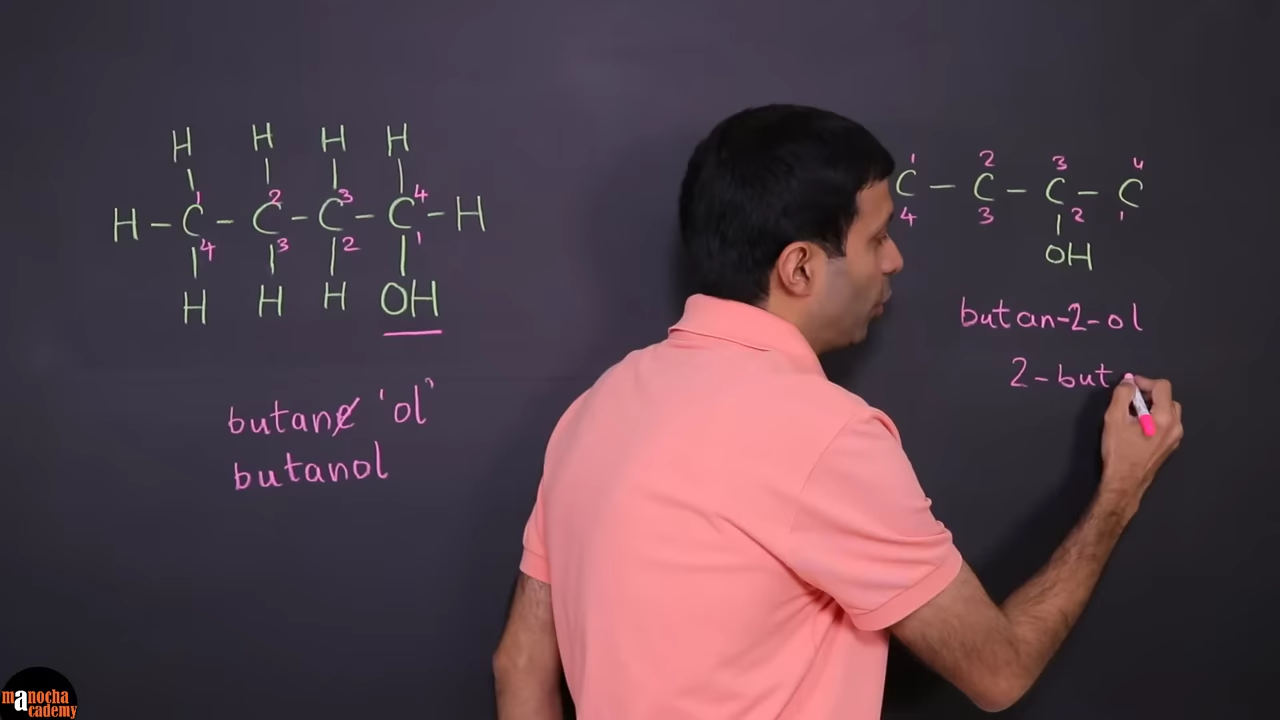 H H H H
1 2 3 4
H – C – C – C – C – H
4 3 2 1
H H H OH
butane 'ol'
butanol
1 2 3 4
C – C – C – C
4 3 2 1
OH
butan-2-ol
2-but
manocha
academy